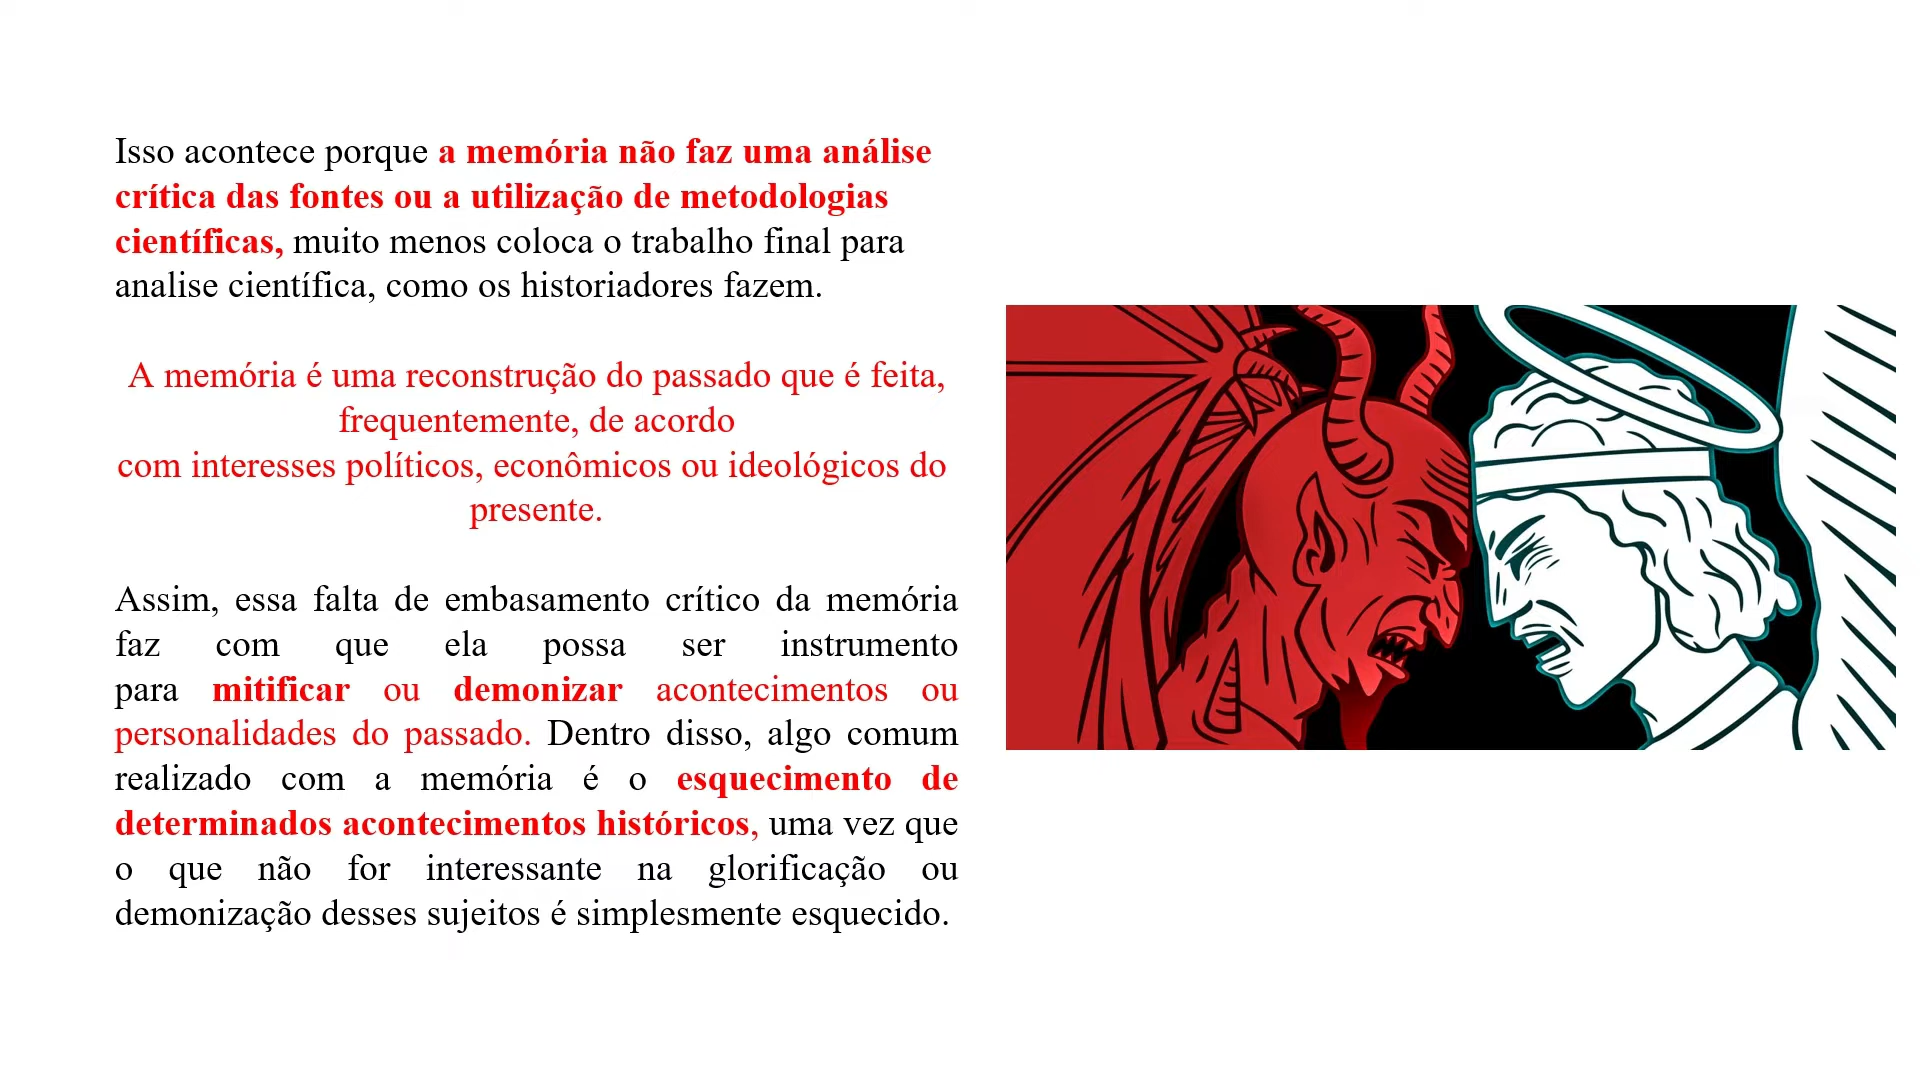 Isso acontece porque a memória não faz uma análise
crítica das fontes ou a utilização de metodologias
científicas, muito menos coloca o trabalho final para
analise científica, como os historiadores fazem.
A memória é uma reconstrução do passado que é feita,
frequentemente, de acordo
com interesses políticos, econômicos ou ideológicos do
presente.
Assim, essa falta de embasamento crítico da memória
faz com que ela possa ser instrumento
para mitificar ou demonizar acontecimentos ou
personalidades do passado. Dentro disso, algo comum
realizado com a memória é o esquecimento de
determinados acontecimentos históricos, uma vez que
o que não for interessante na glorificação ou
demonização desses sujeitos é simplesmente esquecido.